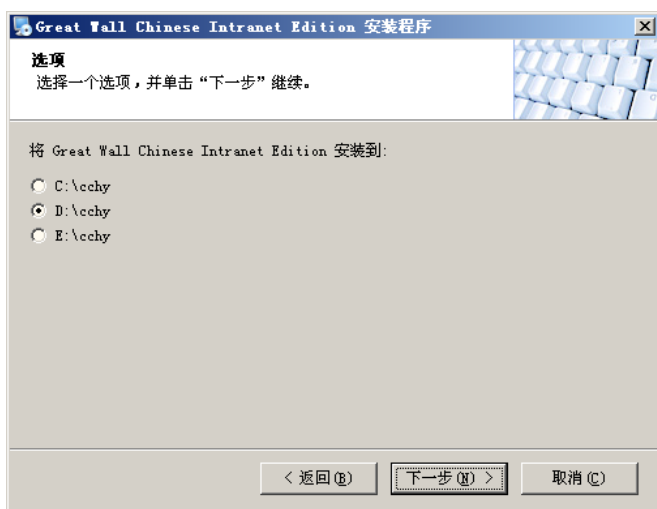 Great Wall Chinese Intranet Edition 安装程序
选项
选择一个选项，并单击“下一步”继续。
将 Great Wall Chinese Intranet Edition 安装到:
C:\cchy
D:\cchy
E:\cchy
< 返回(B)
下一步(N) >
取消(C)